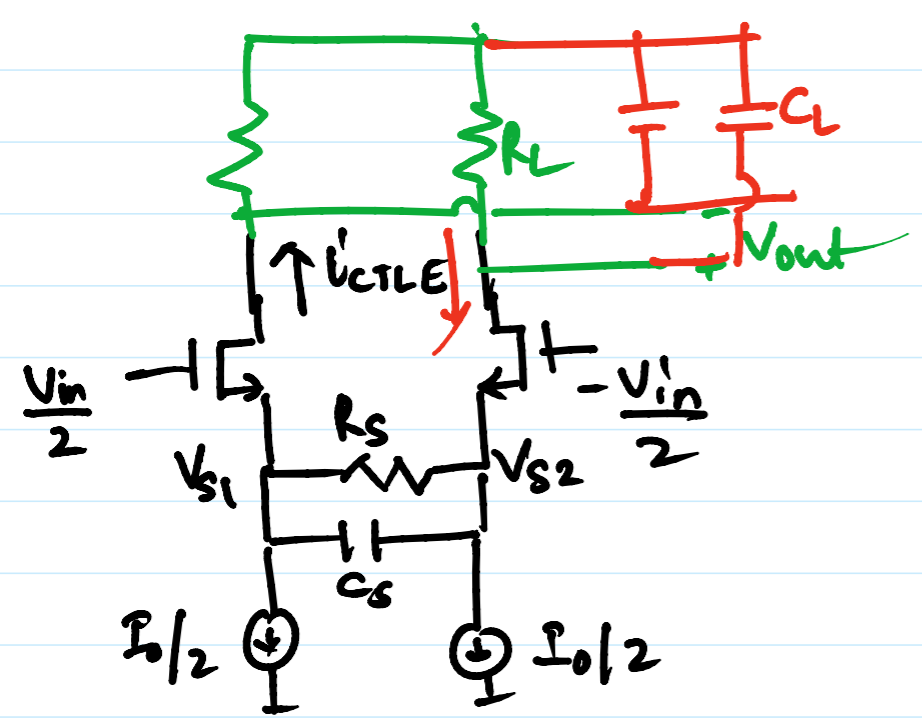 R_L
C_L
- V_out
+
i_CTLE
V_in/2
- V_in/2
R_S
V_S1
V_S2
C_S
I_0/2
I_0/2